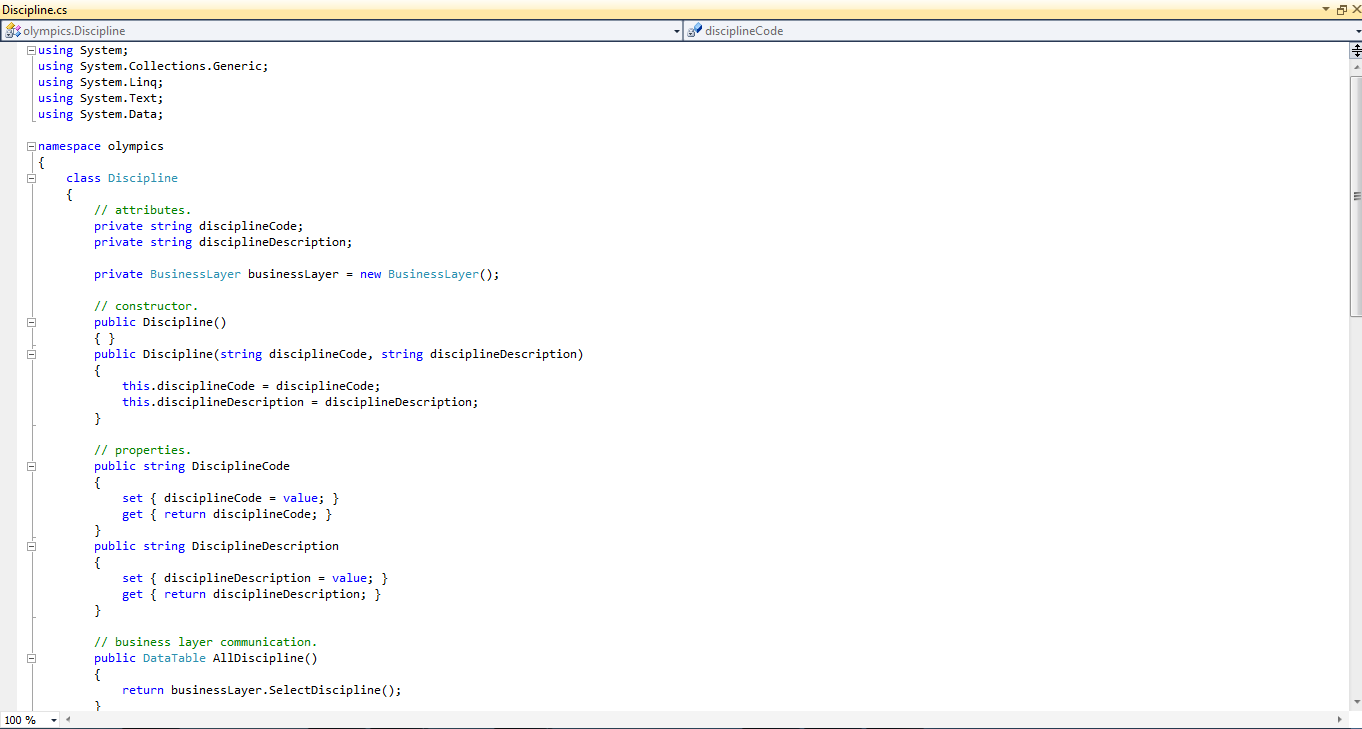 Discipline.cs
olympics.Discipline disciplineCode
using System;
using System.Collections.Generic;
using System.Linq;
using System.Text;
using System.Data;
namespace olympics
{
class Discipline
{
// attributes.
private string disciplineCode;
private string disciplineDescription;
private BusinessLayer businessLayer = new BusinessLayer();
// constructor.
public Discipline()
{ }
public Discipline(string disciplineCode, string disciplineDescription)
{
this.disciplineCode = disciplineCode;
this.disciplineDescription = disciplineDescription;
}
// properties.
public string DisciplineCode
{
set { disciplineCode = value; }
get { return disciplineCode; }
}
public string DisciplineDescription
{
set { disciplineDescription = value; }
get { return disciplineDescription; }
}
// business layer communication.
public DataTable AllDiscipline()
{
return businessLayer.SelectDiscipline();
}
100 %